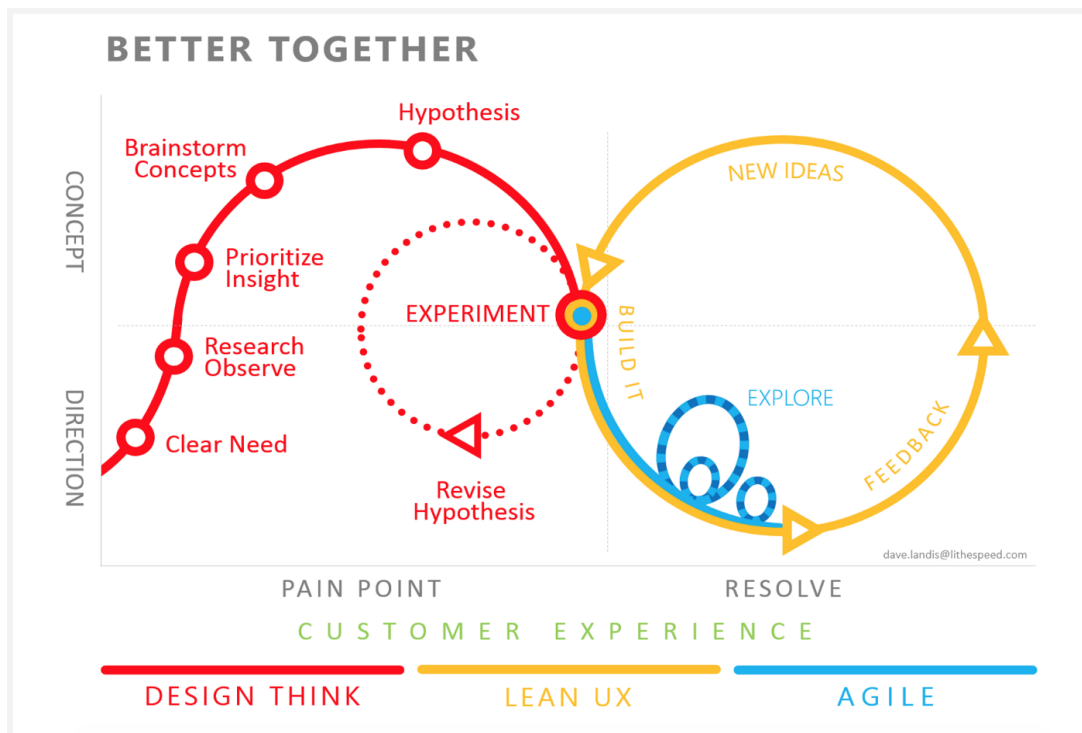 BETTER TOGETHER
Hypothesis
Brainstorm
Concepts
NEW IDEAS
CONCEPT
Prioritize
Insight
EXPERIMENT
BUILD IT
Research
Observe
DIRECTION
EXPLORE
FEEDBACK
Clear Need
Revise
Hypothesis
dave.landis@lithespeed.com
PAIN POINT
RESOLVE
CUSTOMER EXPERIENCE
DESIGN THINK
LEAN UX
AGILE